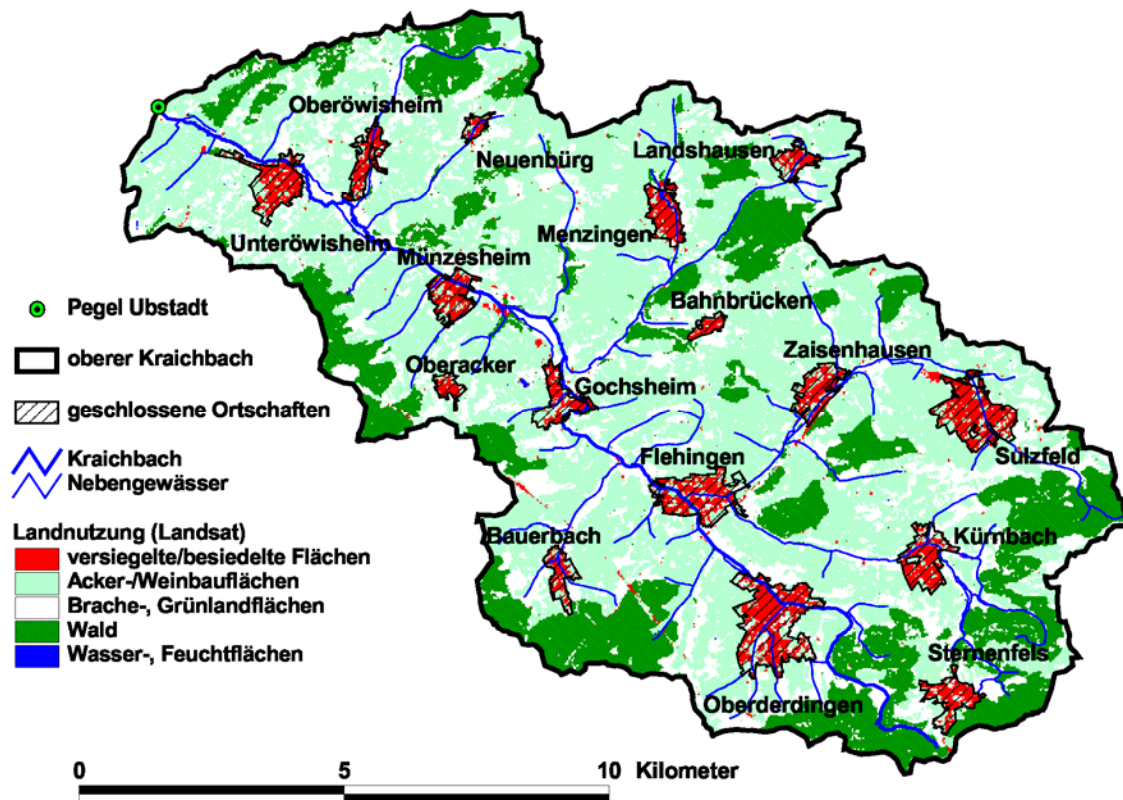 Oberöwisheim
Neuenbürg
Landshausen
Menzingen
Unteröwisheim
Münzesheim
Bahnbrücken
Zaisenhausen
Oberacker
Gochsheim
Flehingen
Sulzfeld
Bauerbach
Kürnbach
Sternenfels
Oberderdingen
Pegel Ubstadt
oberer Kraichbach
geschlossene Ortschaften
Kraichbach
Nebengewässer
Landnutzung (Landsat)
versiegelte/besiedelte Flächen
Acker-/Weinbauflächen
Brache-, Grünlandflächen
Wald
Wasser-, Feuchtflächen
0 5 10 Kilometer